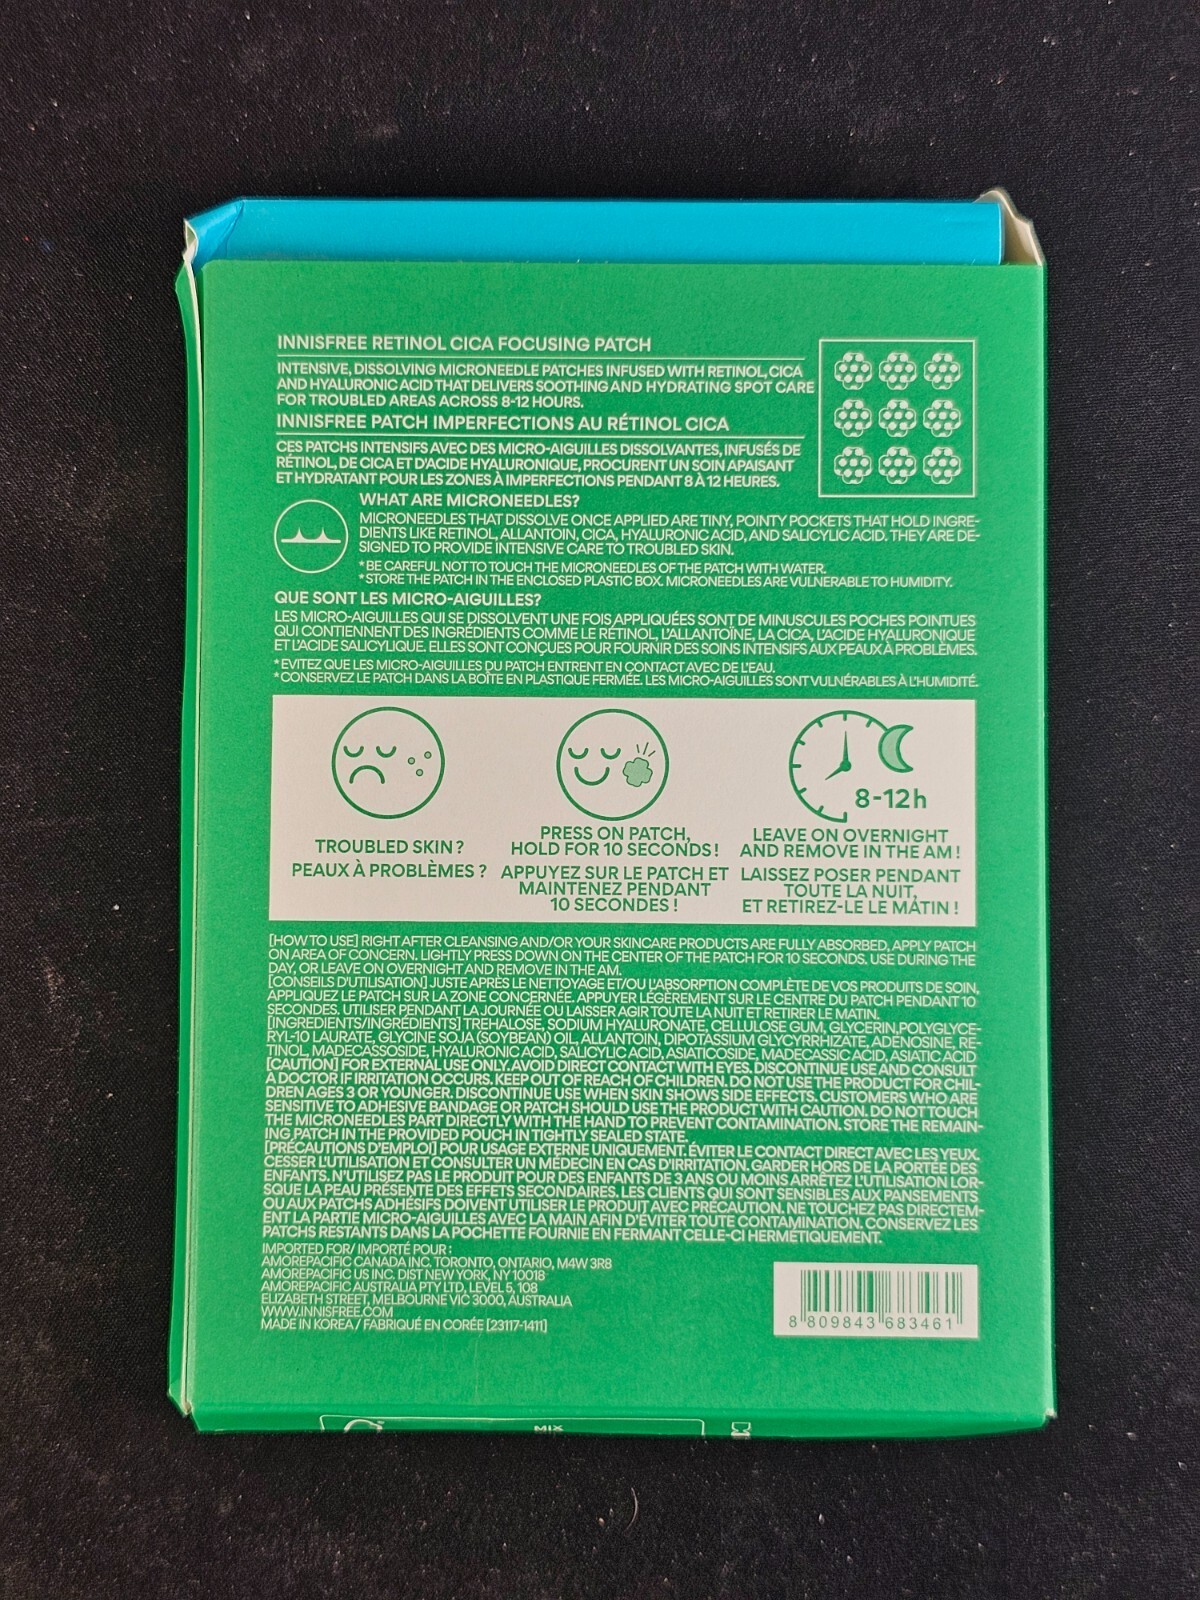 INNISFREE RETINOL CICA FOCUSING PATCH
INTENSIVE, DISSOLVING MICRONEEDLE PATCHES INFUSED WITH RETINOL, CICA
AND HYALURONIC ACID THAT DELIVERS SOOTHING AND HYDRATING SPOT CARE
FOR TROUBLED AREAS ACROSS 8-12 HOURS.
INNISFREE PATCH IMPERFECTIONS AU RÉTINOL CICA
CES PATCHS INTENSIFS AVEC DES MICRO-AIGUILLES DISSOLVANTES, INFUSÉS DE
RÉTINOL, DE CICA ET D'ACIDE HYALURONIQUE, PROCURENT UN SOIN APAISANT
ET HYDRATANT POUR LES ZONES À IMPERFECTIONS PENDANT 8 À 12 HEURES.
WHAT ARE MICRONEEDLES?
MICRONEEDLES THAT DISSOLVE ONCE APPLIED ARE TINY, POINTY POCKETS THAT HOLD INGRE-
DIENTS LIKE RETINOL, ALLANTOIN, CICA, HYALURONIC ACID, AND SALICYLIC ACID. THEY ARE DE-
SIGNED TO PROVIDE INTENSIVE CARE TO TROUBLED SKIN.
*BE CAREFUL NOT TO TOUCH THE MICRONEEDLES OF THE PATCH WITH WATER.
*STORE THE PATCH IN THE ENCLOSED PLASTIC BOX. MICRONEEDLES ARE VULNERABLE TO HUMIDITY.
QUE SONT LES MICRO-AIGUILLES?
LES MICRO-AIGUILLES QUI SE DISSOLVENT UNE FOIS APPLIQUÉES SONT DE MINUSCULES POCHES POINTUES
QUI CONTIENNENT DES INGRÉDIENTS COMME LE RÉTINOL, L'ALLANTOÏNE, LA CICA, L'ACIDE HYALURONIQUE
ET L'ACIDE SALICYLIQUE. ELLES SONT CONÇUES POUR FOURNIR DES SOINS INTENSIFS AUX PEAUX À PROBLÈMES.
*EVITEZ QUE LES MICRO-AIGUILLES DU PATCH ENTRENT EN CONTACT AVEC DE L'EAU.
*CONSERVEZ LE PATCH DANS LA BOÎTE EN PLASTIQUE FERMÉE. LES MICRO-AIGUILLES SONT VULNÉRABLES À L'HUMIDITÉ.
8-12h
TROUBLED SKIN?
PEAUX À PROBLÈMES ?
PRESS ON PATCH,
HOLD FOR 10 SECONDS!
APPUYEZ SUR LE PATCH ET
MAINTENEZ PENDANT
10 SECONDES !
LEAVE ON OVERNIGHT
AND REMOVE IN THE AM!
LAISSEZ POSER PENDANT
TOUTE LA NUIT,
ET RETIREZ-LE LE MATIN !
[HOW TO USE] RIGHT AFTER CLEANSING AND/OR YOUR SKINCARE PRODUCTS ARE FULLY ABSORBED, APPLY PATCH
ON AREA OF CONCERN. LIGHTLY PRESS DOWN ON THE CENTER OF THE PATCH FOR 10 SECONDS. USE DURING THE
DAY, OR LEAVE ON OVERNIGHT AND REMOVE IN THE AM.
[CONSEILS D'UTILISATION] JUSTE APRÈS LE NETTOYAGE ET/OU L'ABSORPTION COMPLÈTE DE VOS PRODUITS DE SOIN,
APPLIQUEZ LE PATCH SUR LA ZONE CONCERNÉE. APPUYER LÉGÈREMENT SUR LE CENTRE DU PATCH PENDANT 10
SECONDES. UTILISER PENDANT LA JOURNÉE OU LAISSER AGIR TOUTE LA NUIT ET RETIRER LE MATIN.
[INGREDIENTS/INGRÉDIENTS] TREHALOSE, SODIUM HYALURONATE, CELLULOSE GUM, GLYCERIN,POLYGLYCE-
RYL-10 LAURATE, GLYCINE SOJA (SOYBEAN) OIL, ALLANTOIN, DIPOTASSIUM GLYCYRRHIZATE, ADENOSINE, RE-
TINOL, MADECASSOSIDE, HYALURONIC ACID, SALICYLIC ACID, ASIATICOSIDE, MADECASSIC ACID, ASIATIC ACID
[CAUTION] FOR EXTERNAL USE ONLY. AVOID DIRECT CONTACT WITH EYES. DISCONTINUE USE AND CONSULT
A DOCTOR IF IRRITATION OCCURS. KEEP OUT OF REACH OF CHILDREN. DO NOT USE THE PRODUCT FOR CHIL-
DREN AGES 3 OR YOUNGER. DISCONTINUE USE WHEN SKIN SHOWS SIDE EFFECTS. CUSTOMERS WHO ARE
SENSITIVE TO ADHESIVE BANDAGE OR PATCH SHOULD USE THE PRODUCT WITH CAUTION. DO NOT TOUCH
THE MICRONEEDLES PART DIRECTLY WITH THE HAND TO PREVENT CONTAMINATION. STORE THE REMAIN-
ING PATCH IN THE PROVIDED POUCH IN TIGHTLY SEALED STATE.
[PRÉCAUTIONS D'EMPLOI] POUR USAGE EXTERNE UNIQUEMENT. ÉVITER LE CONTACT DIRECT AVEC LES YEUX.
CESSER L'UTILISATION ET CONSULTER UN MÉDECIN EN CAS D'IRRITATION. GARDER HORS DE LA PORTÉE DES
ENFANTS. N'UTILISEZ PAS LE PRODUIT POUR DES ENFANTS DE 3 ANS OU MOINS ARRÊTEZ L'UTILISATION LOR-
SQUE LA PEAU PRÉSENTE DES EFFETS SECONDAIRES. LES CLIENTS QUI SONT SENSIBLES AUX PANSEMENTS
OU AUX PATCHS ADHÉSIFS DOIVENT UTILISER LE PRODUIT AVEC PRÉCAUTION. NE TOUCHEZ PAS DIRECTEM-
ENT LA PARTIE MICRO-AIGUILLES AVEC LA MAIN AFIN D'ÉVITER TOUTE CONTAMINATION. CONSERVEZ LES
PATCHS RESTANTS DANS LA POCHETTE FOURNIE EN FERMANT CELLE-CI HERMÉTIQUEMENT.
IMPORTED FOR/ IMPORTÉ POUR :
AMOREPACIFIC CANADA INC. TORONTO, ONTARIO, M4W 3R8
AMOREPACIFIC US INC. DIST NEW YORK, NY 10018
AMOREPACIFIC AUSTRALIA PTY LTD, LEVEL 5, 108
ELIZABETH STREET, MELBOURNE VIC 3000, AUSTRALIA
WWW.INNISFREE.COM
MADE IN KOREA / FABRIQUÉ EN CORÉE [23117-1411]
8 809843 683461
MIX